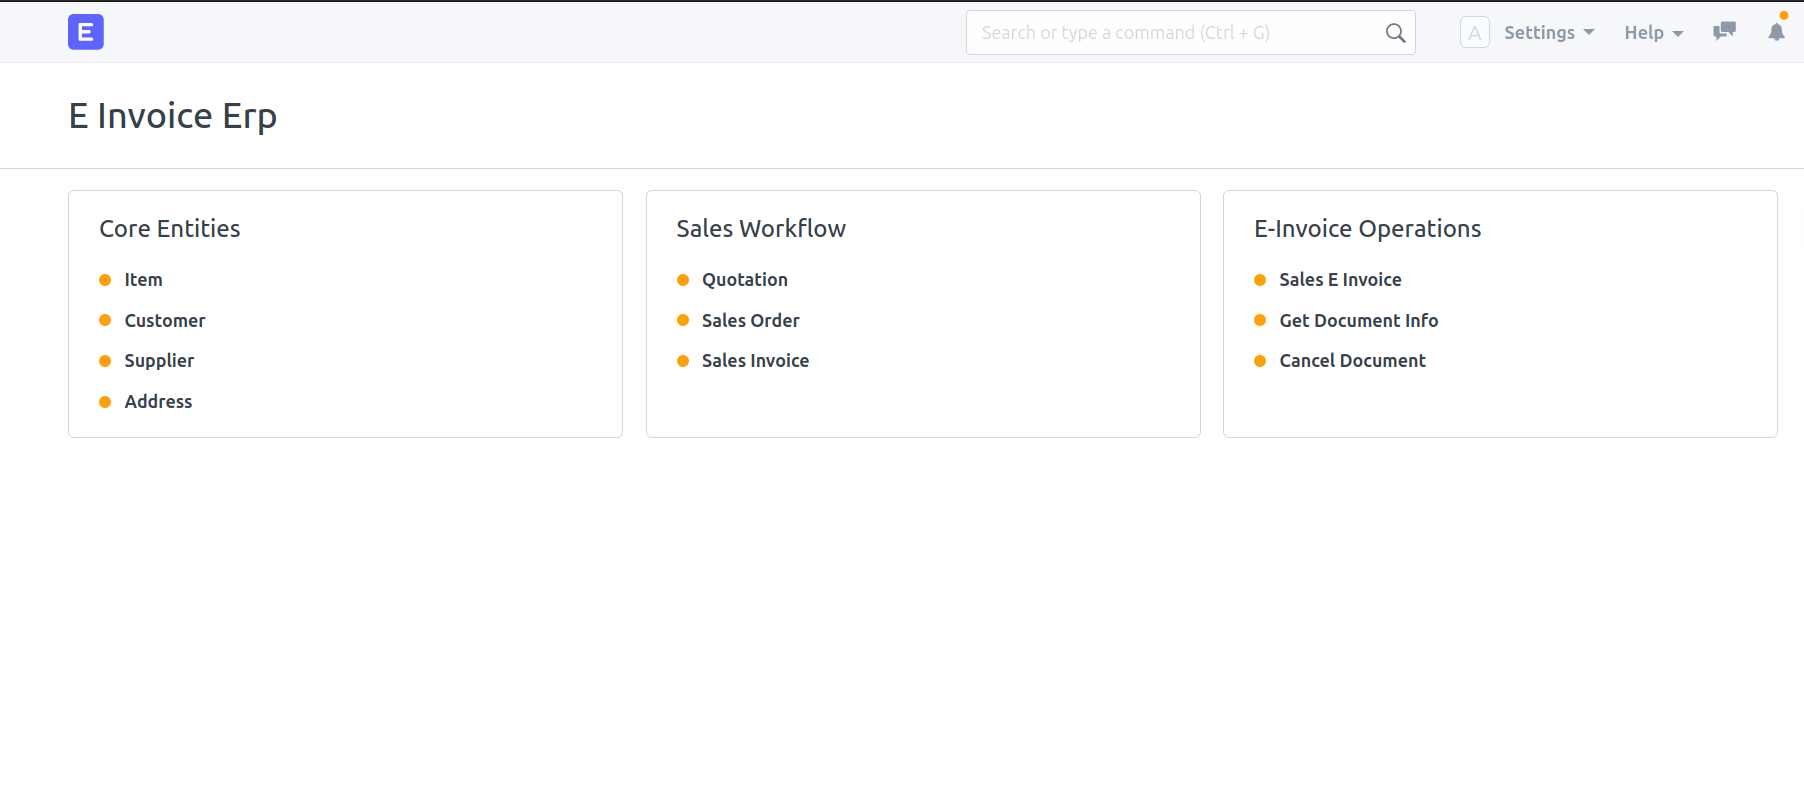 E
Search or type a command (Ctrl + G)
A
Settings
Help
E Invoice Erp
Core Entities
Item
Customer
Supplier
Address
Sales Workflow
Quotation
Sales Order
Sales Invoice
E-Invoice Operations
Sales E Invoice
Get Document Info
Cancel Document